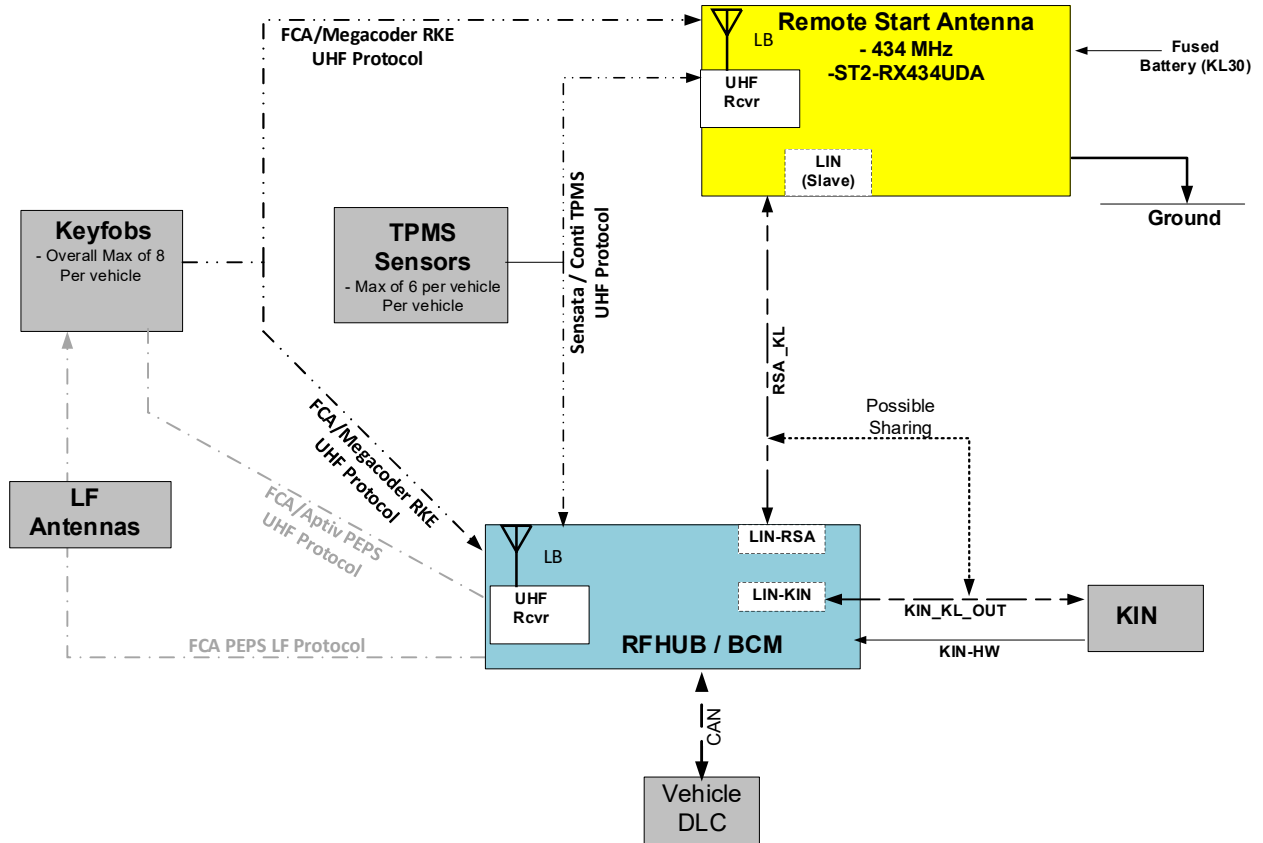 Remote Start Antenna
- 434 MHz
-ST2-RX434UDA
LB
UHF
Rcvr
LIN
(Slave)
Fused
Battery (KL30)
Ground
FCA/Megacoder RKE
UHF Protocol
Keyfobs
- Overall Max of 8
Per vehicle
TPMS
Sensors
- Max of 6 per vehicle
Per vehicle
Sensata / Conti TPMS
UHF Protocol
RSA_KL
Possible
Sharing
FCA/Megacoder RKE
UHF Protocol
FCA/Aptiv PEPS
UHF Protocol
LF
Antennas
FCA PEPS LF Protocol
LB
UHF
Rcvr
LIN-RSA
LIN-KIN
RFHUB / BCM
KIN_KL_OUT
KIN-HW
KIN
CAN
Vehicle
DLC